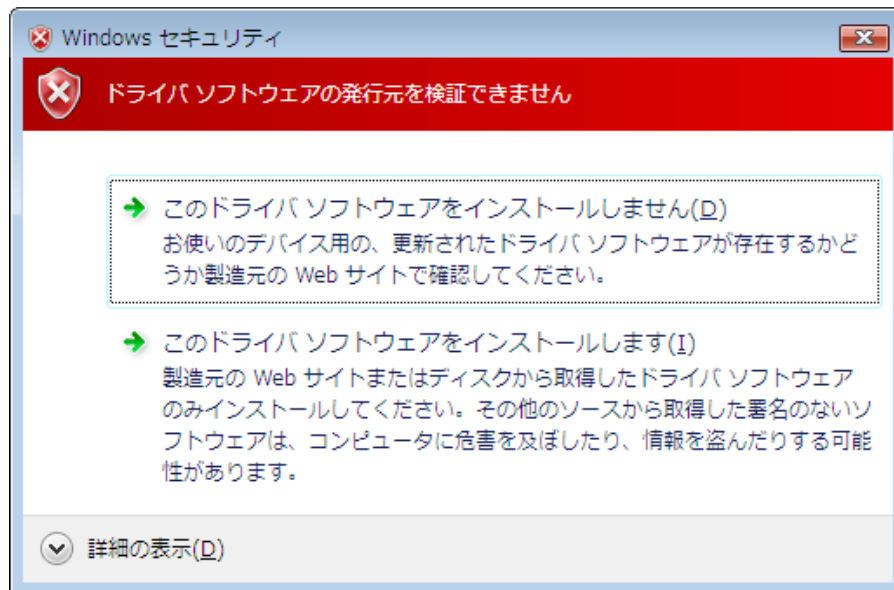 Windows セキュリティ
ドライバ ソフトウェアの発行元を検証できません
このドライバ ソフトウェアをインストールしません(D)
お使いのデバイス用の、更新されたドライバ ソフトウェアが存在するかど
うか製造元の Web サイトで確認してください。
このドライバ ソフトウェアをインストールします(I)
製造元の Web サイトまたはディスクから取得したドライバ ソフトウェア
のみインストールしてください。その他のソースから取得した署名のないソ
フトウェアは、コンピュータに危害を及ぼしたり、情報を盗んだりする可能
性があります。
詳細の表示(D)